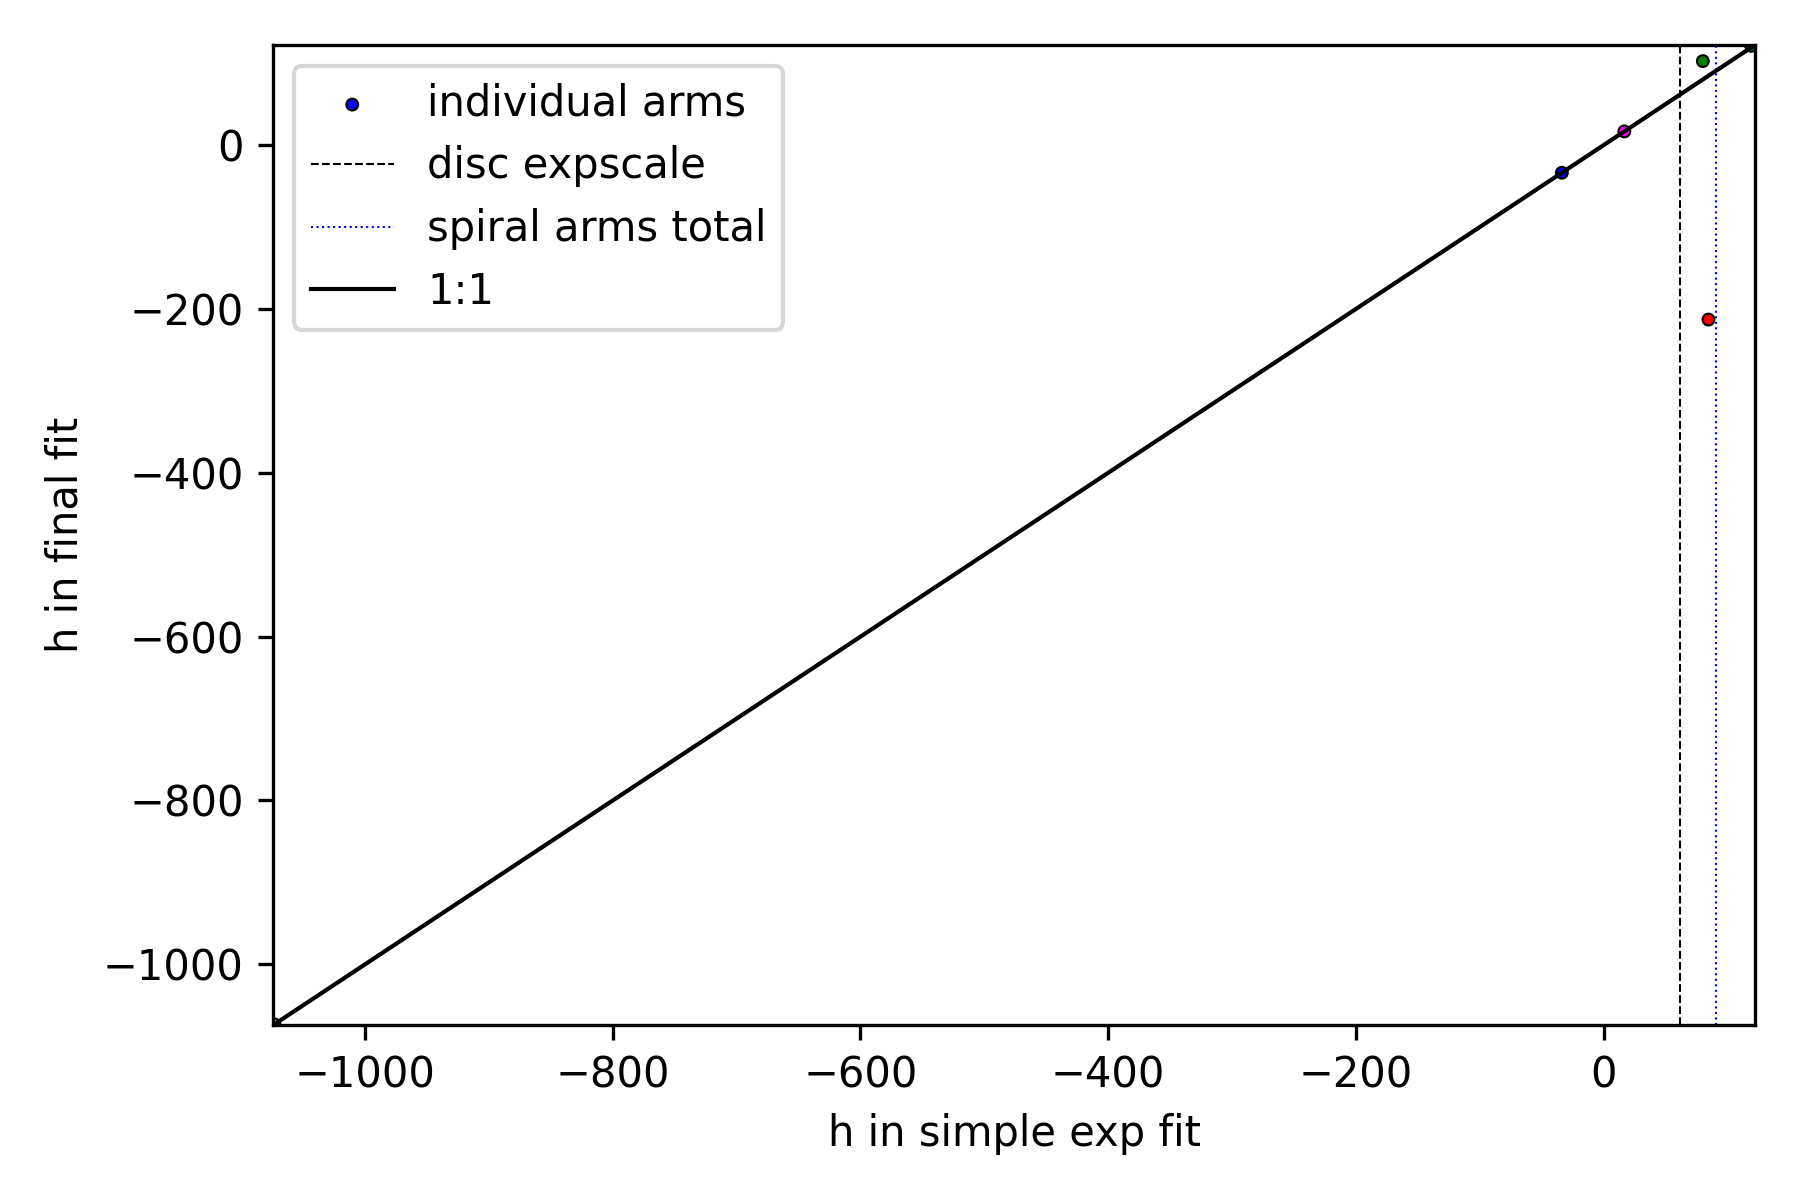 individual arms
disc expscale
spiral arms total
1:1
0
−200
−400
−600
−800
−1000
h in final fit
−1000 −800 −600 −400 −200 0
h in simple exp fit